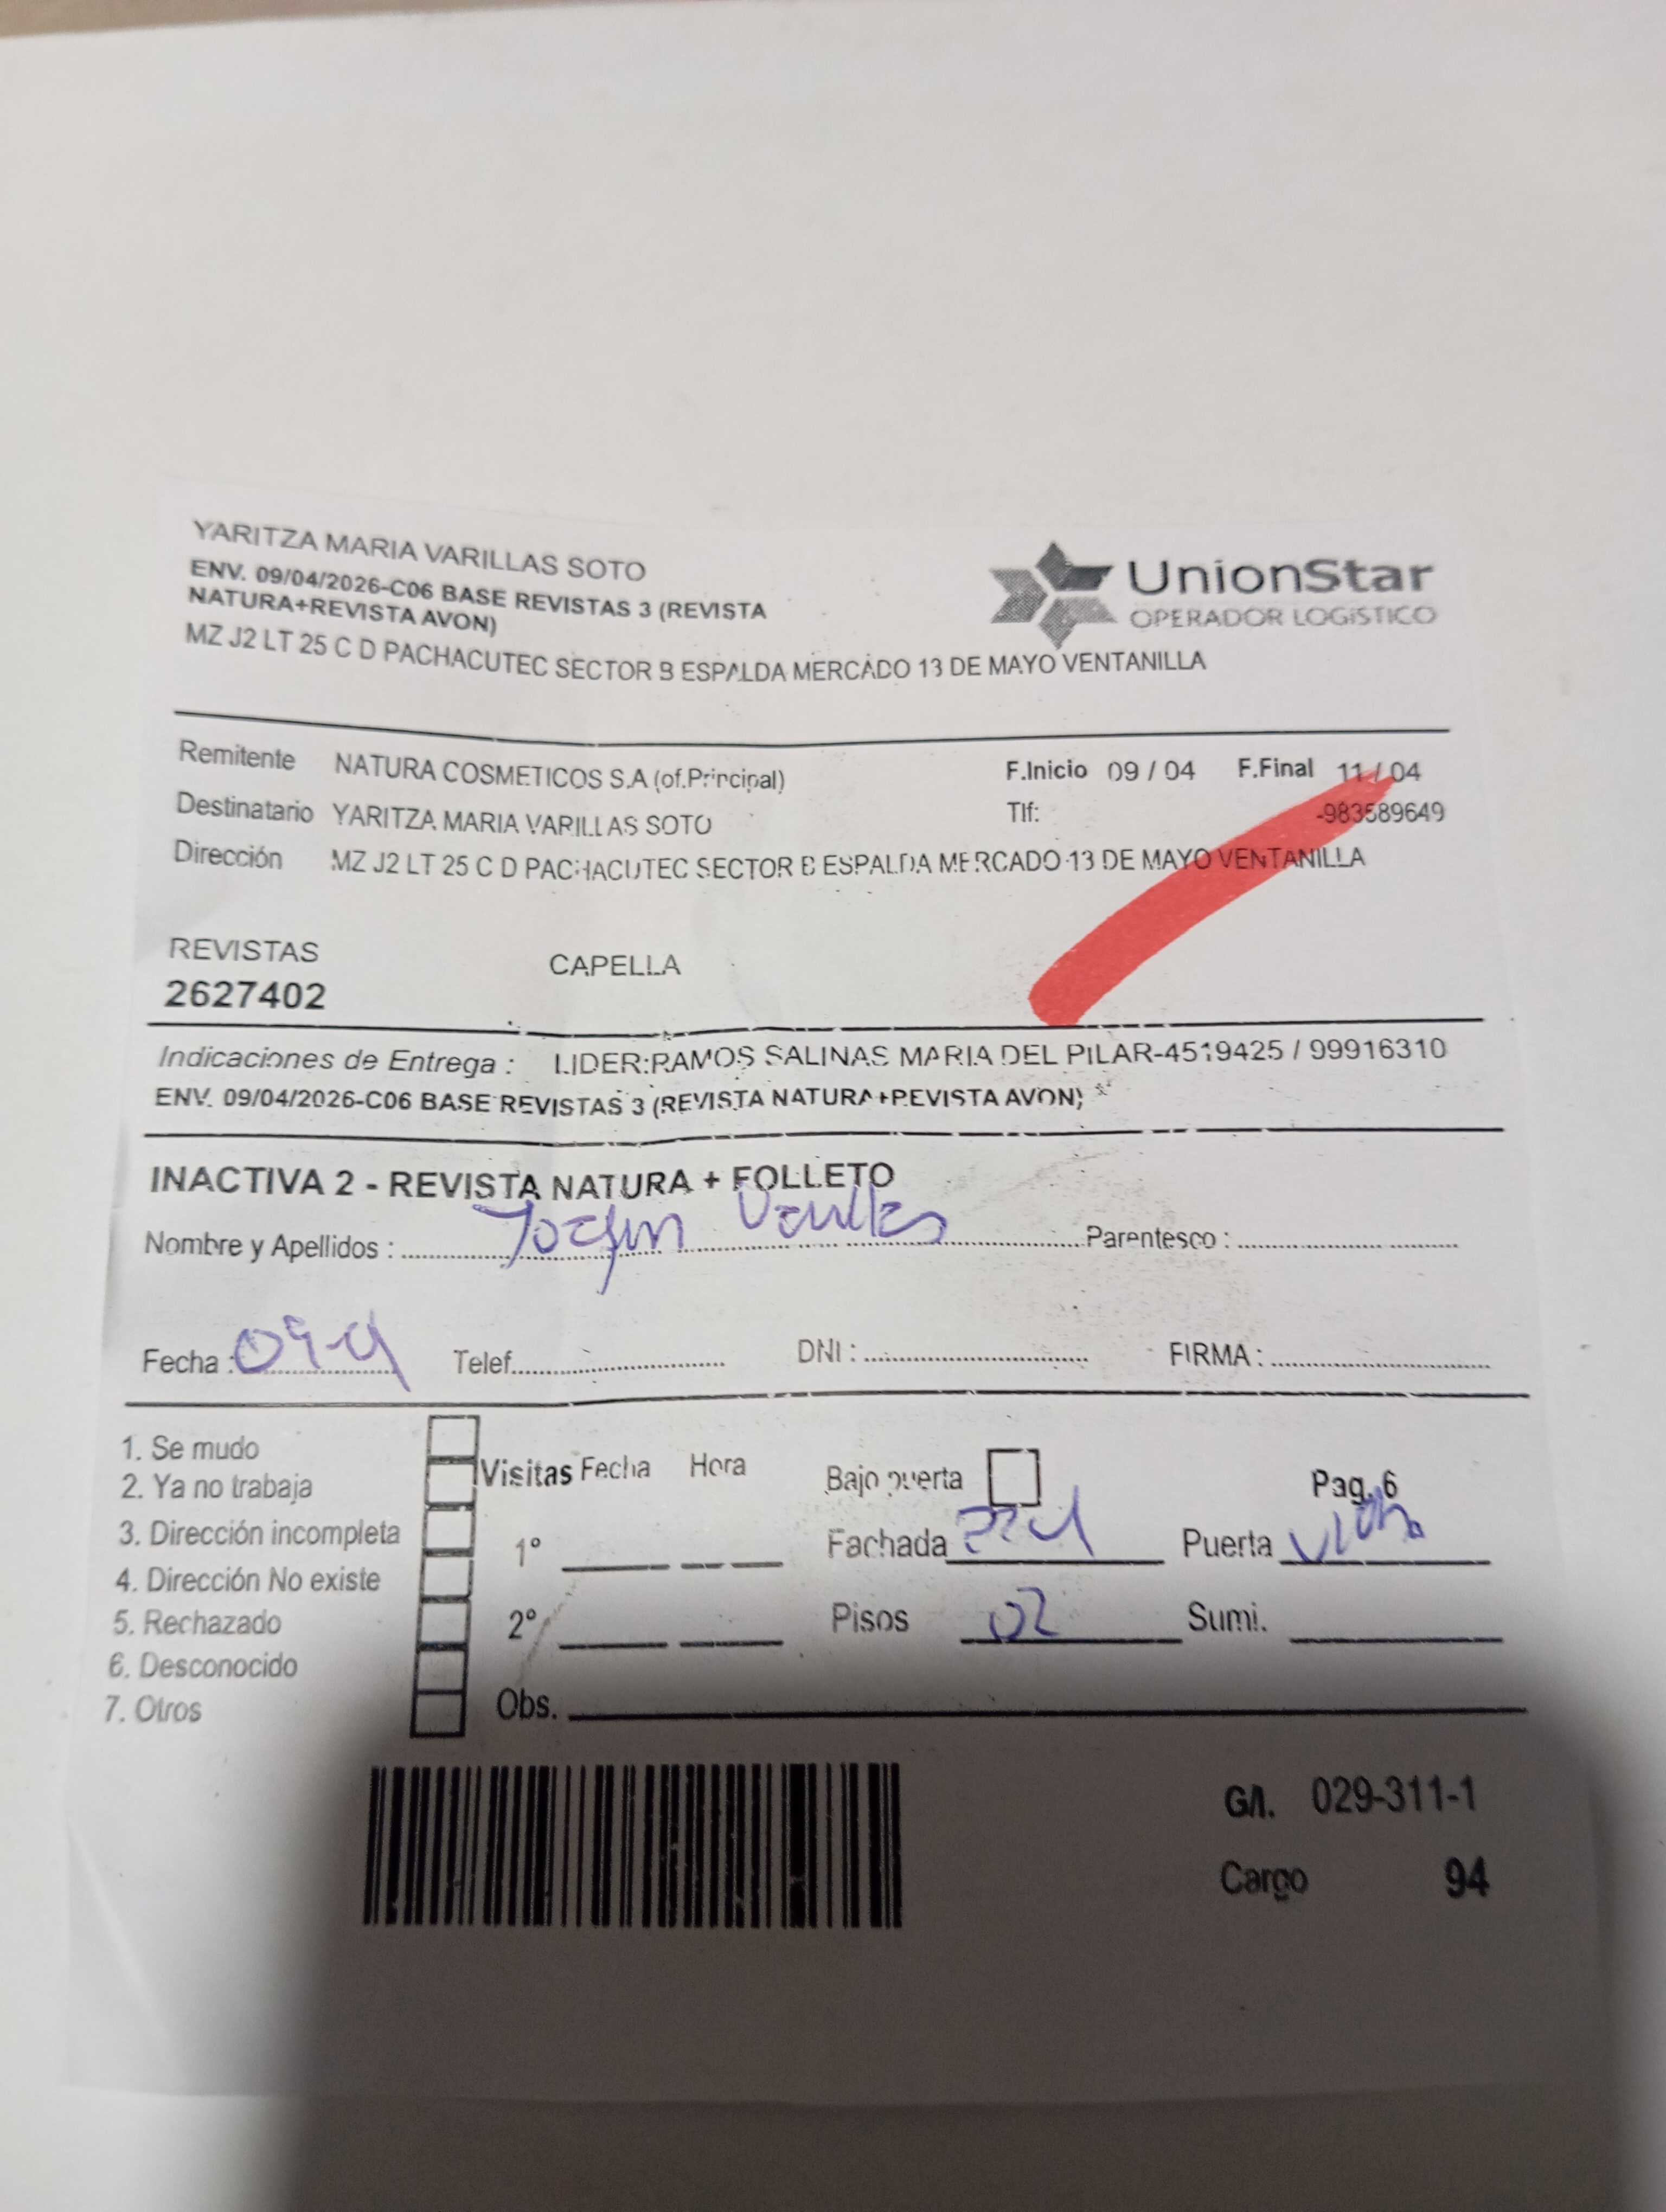 YARITZA MARIA VARILLAS SOTO
ENV. 09/04/2026-C06 BASE REVISTAS 3 (REVISTA
NATURA+REVISTA AVON)
MZ J2 LT 25 C D PACHACUTEC SECTOR B ESPALDA MERCADO 13 DE MAYO VENTANILLA
UnionStar
OPERADOR LOGÍSTICO
Remitente NATURA COSMETICOS S.A (of.Principal) F.Inicio 09 / 04 F.Final 11 / 04
Destinatario YARITZA MARIA VARILLAS SOTO Tlf: -983589649
Dirección MZ J2 LT 25 C D PACHACUTEC SECTOR B ESPALDA MERCADO 13 DE MAYO VENTANILLA
REVISTAS CAPELLA
2627402
Indicaciones de Entrega : LIDER:RAMOS SALINAS MARIA DEL PILAR-4519425 / 99916310
ENV. 09/04/2026-C06 BASE REVISTAS 3 (REVISTA NATURA+REVISTA AVON)
INACTIVA 2 - REVISTA NATURA + FOLLETO
Nombre y Apellidos : Varillas Parentesco :
Fecha : 09-4 Telef. DNI : FIRMA :
1. Se mudo
2. Ya no trabaja
3. Dirección incompleta
4. Dirección No existe
5. Rechazado
6. Desconocido
7. Otros
Visitas Fecha Hora
1°
2°
Obs.
Bajo puerta Pag. 6
Fachada Puerta
Pisos 02 Sumi.
G/I. 029-311-1
Cargo 94